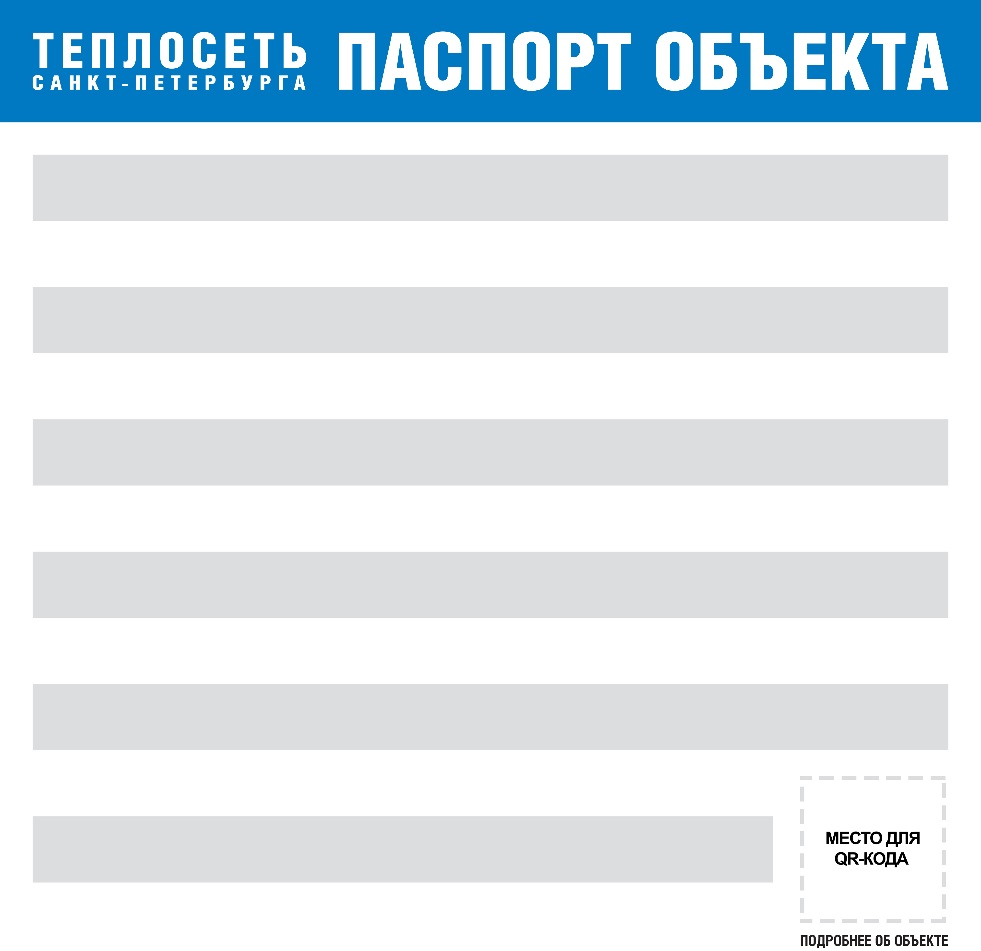 ТЕПЛОСЕТЬ
САНКТ-ПЕТЕРБУРГА
ПАСПОРТ ОБЪЕКТА
МЕСТО ДЛЯ
QR-КОДА
ПОДРОБНЕЕ ОБ ОБЪЕКТЕ